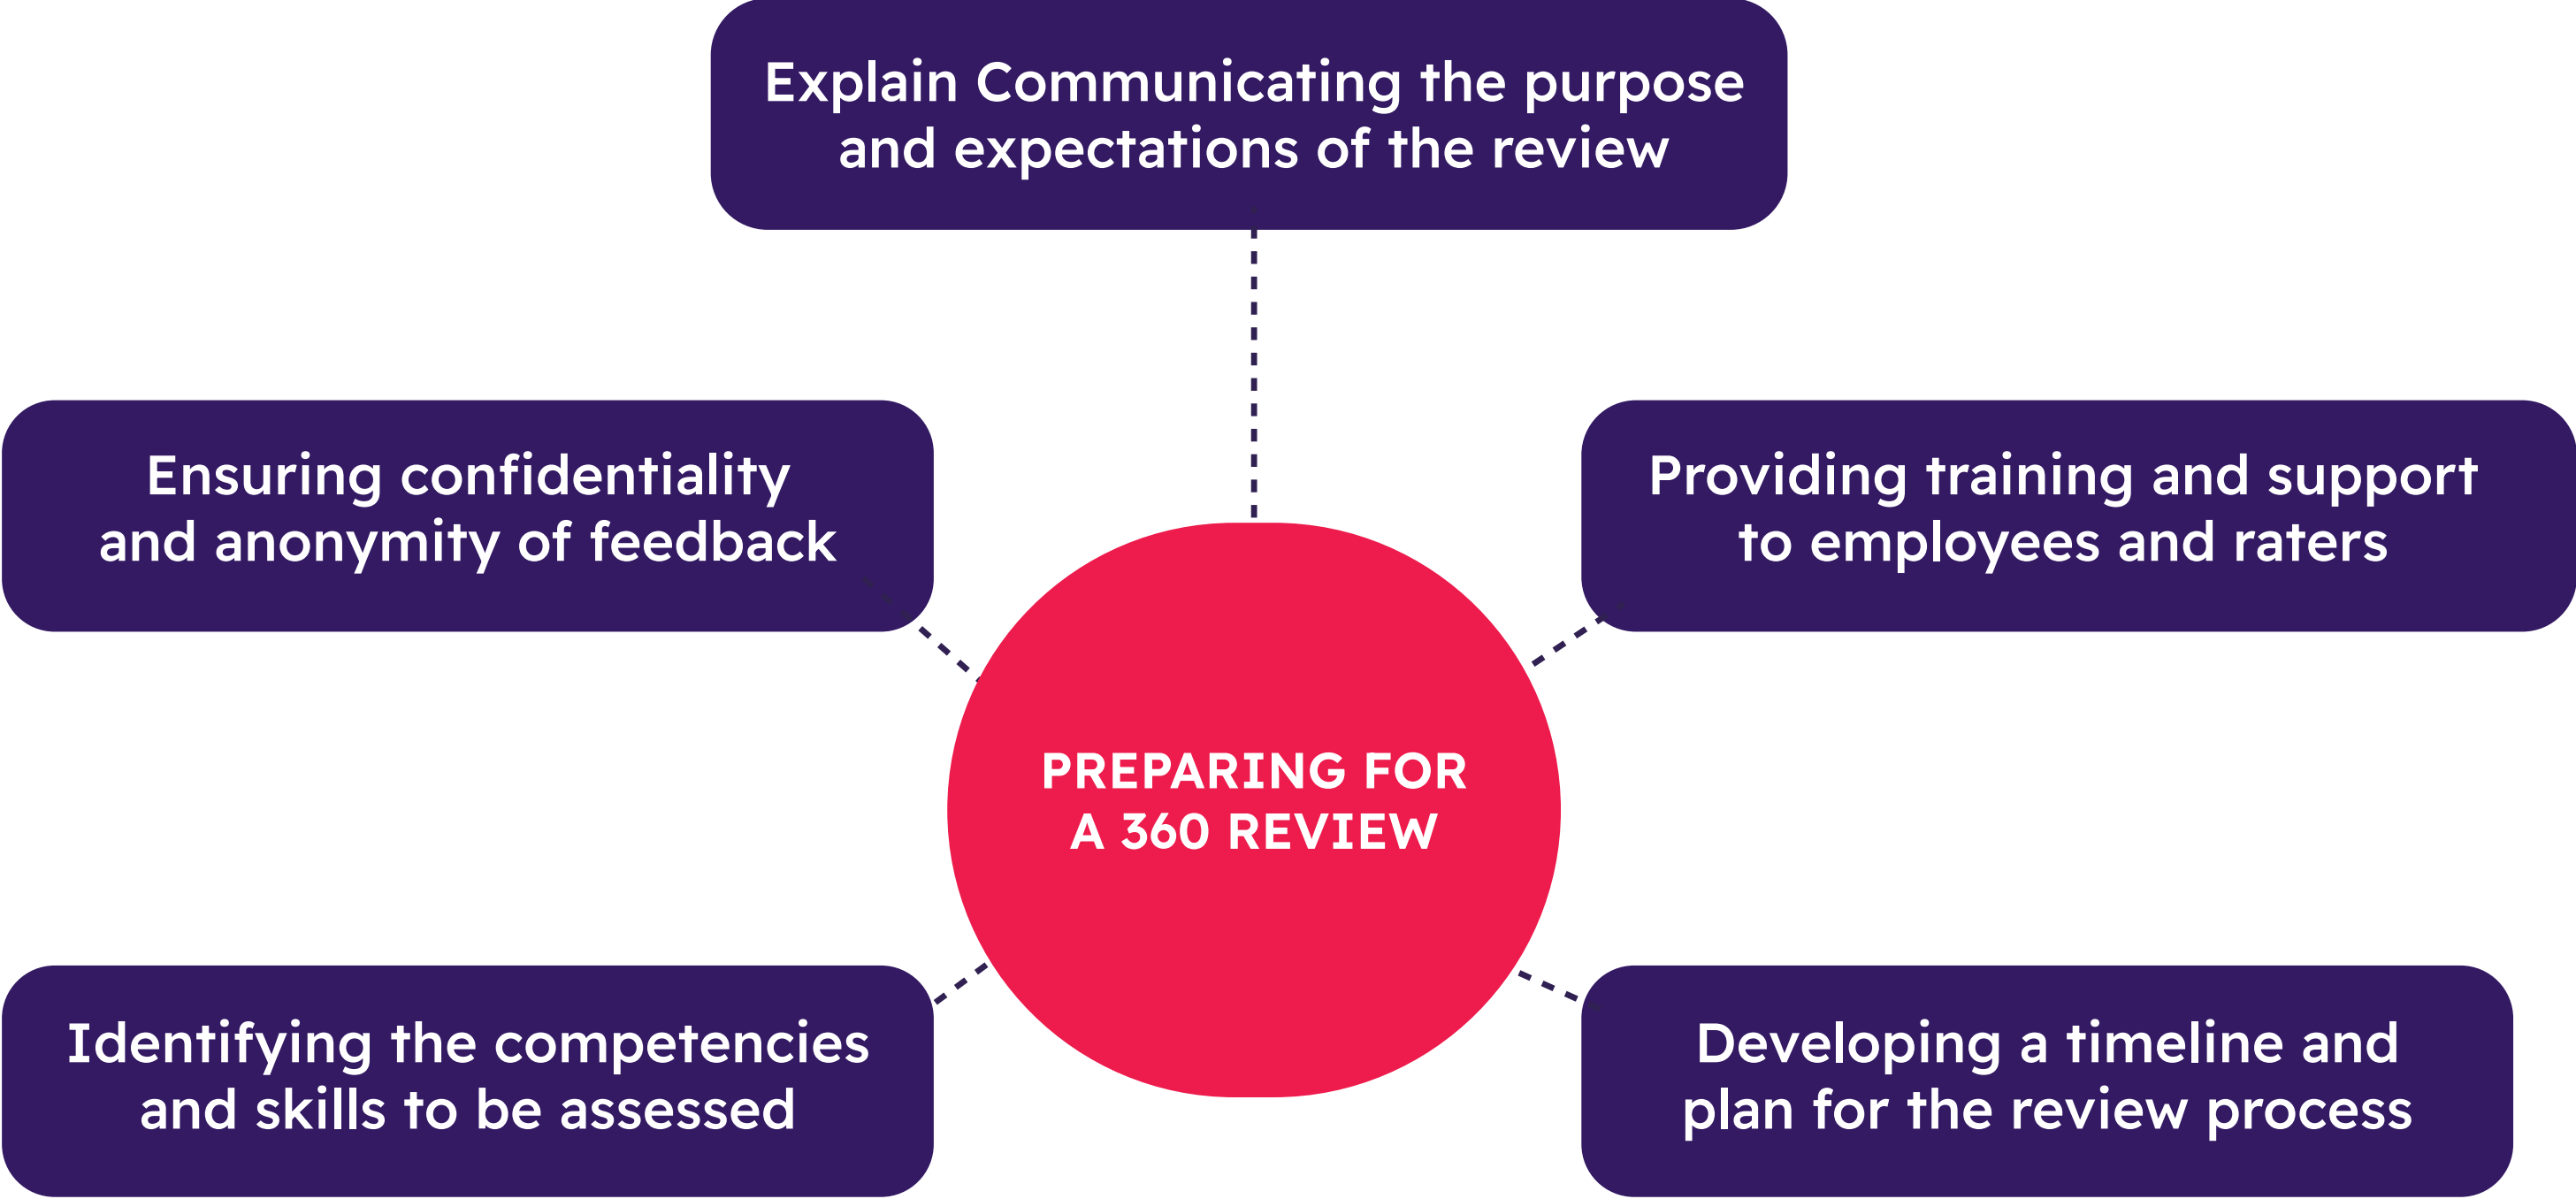 Explain Communicating the purpose
and expectations of the review
Ensuring confidentiality
and anonymity of feedback
Providing training and support
to employees and raters
PREPARING FOR
A 360 REVIEW
Identifying the competencies
and skills to be assessed
Developing a timeline and
plan for the review process